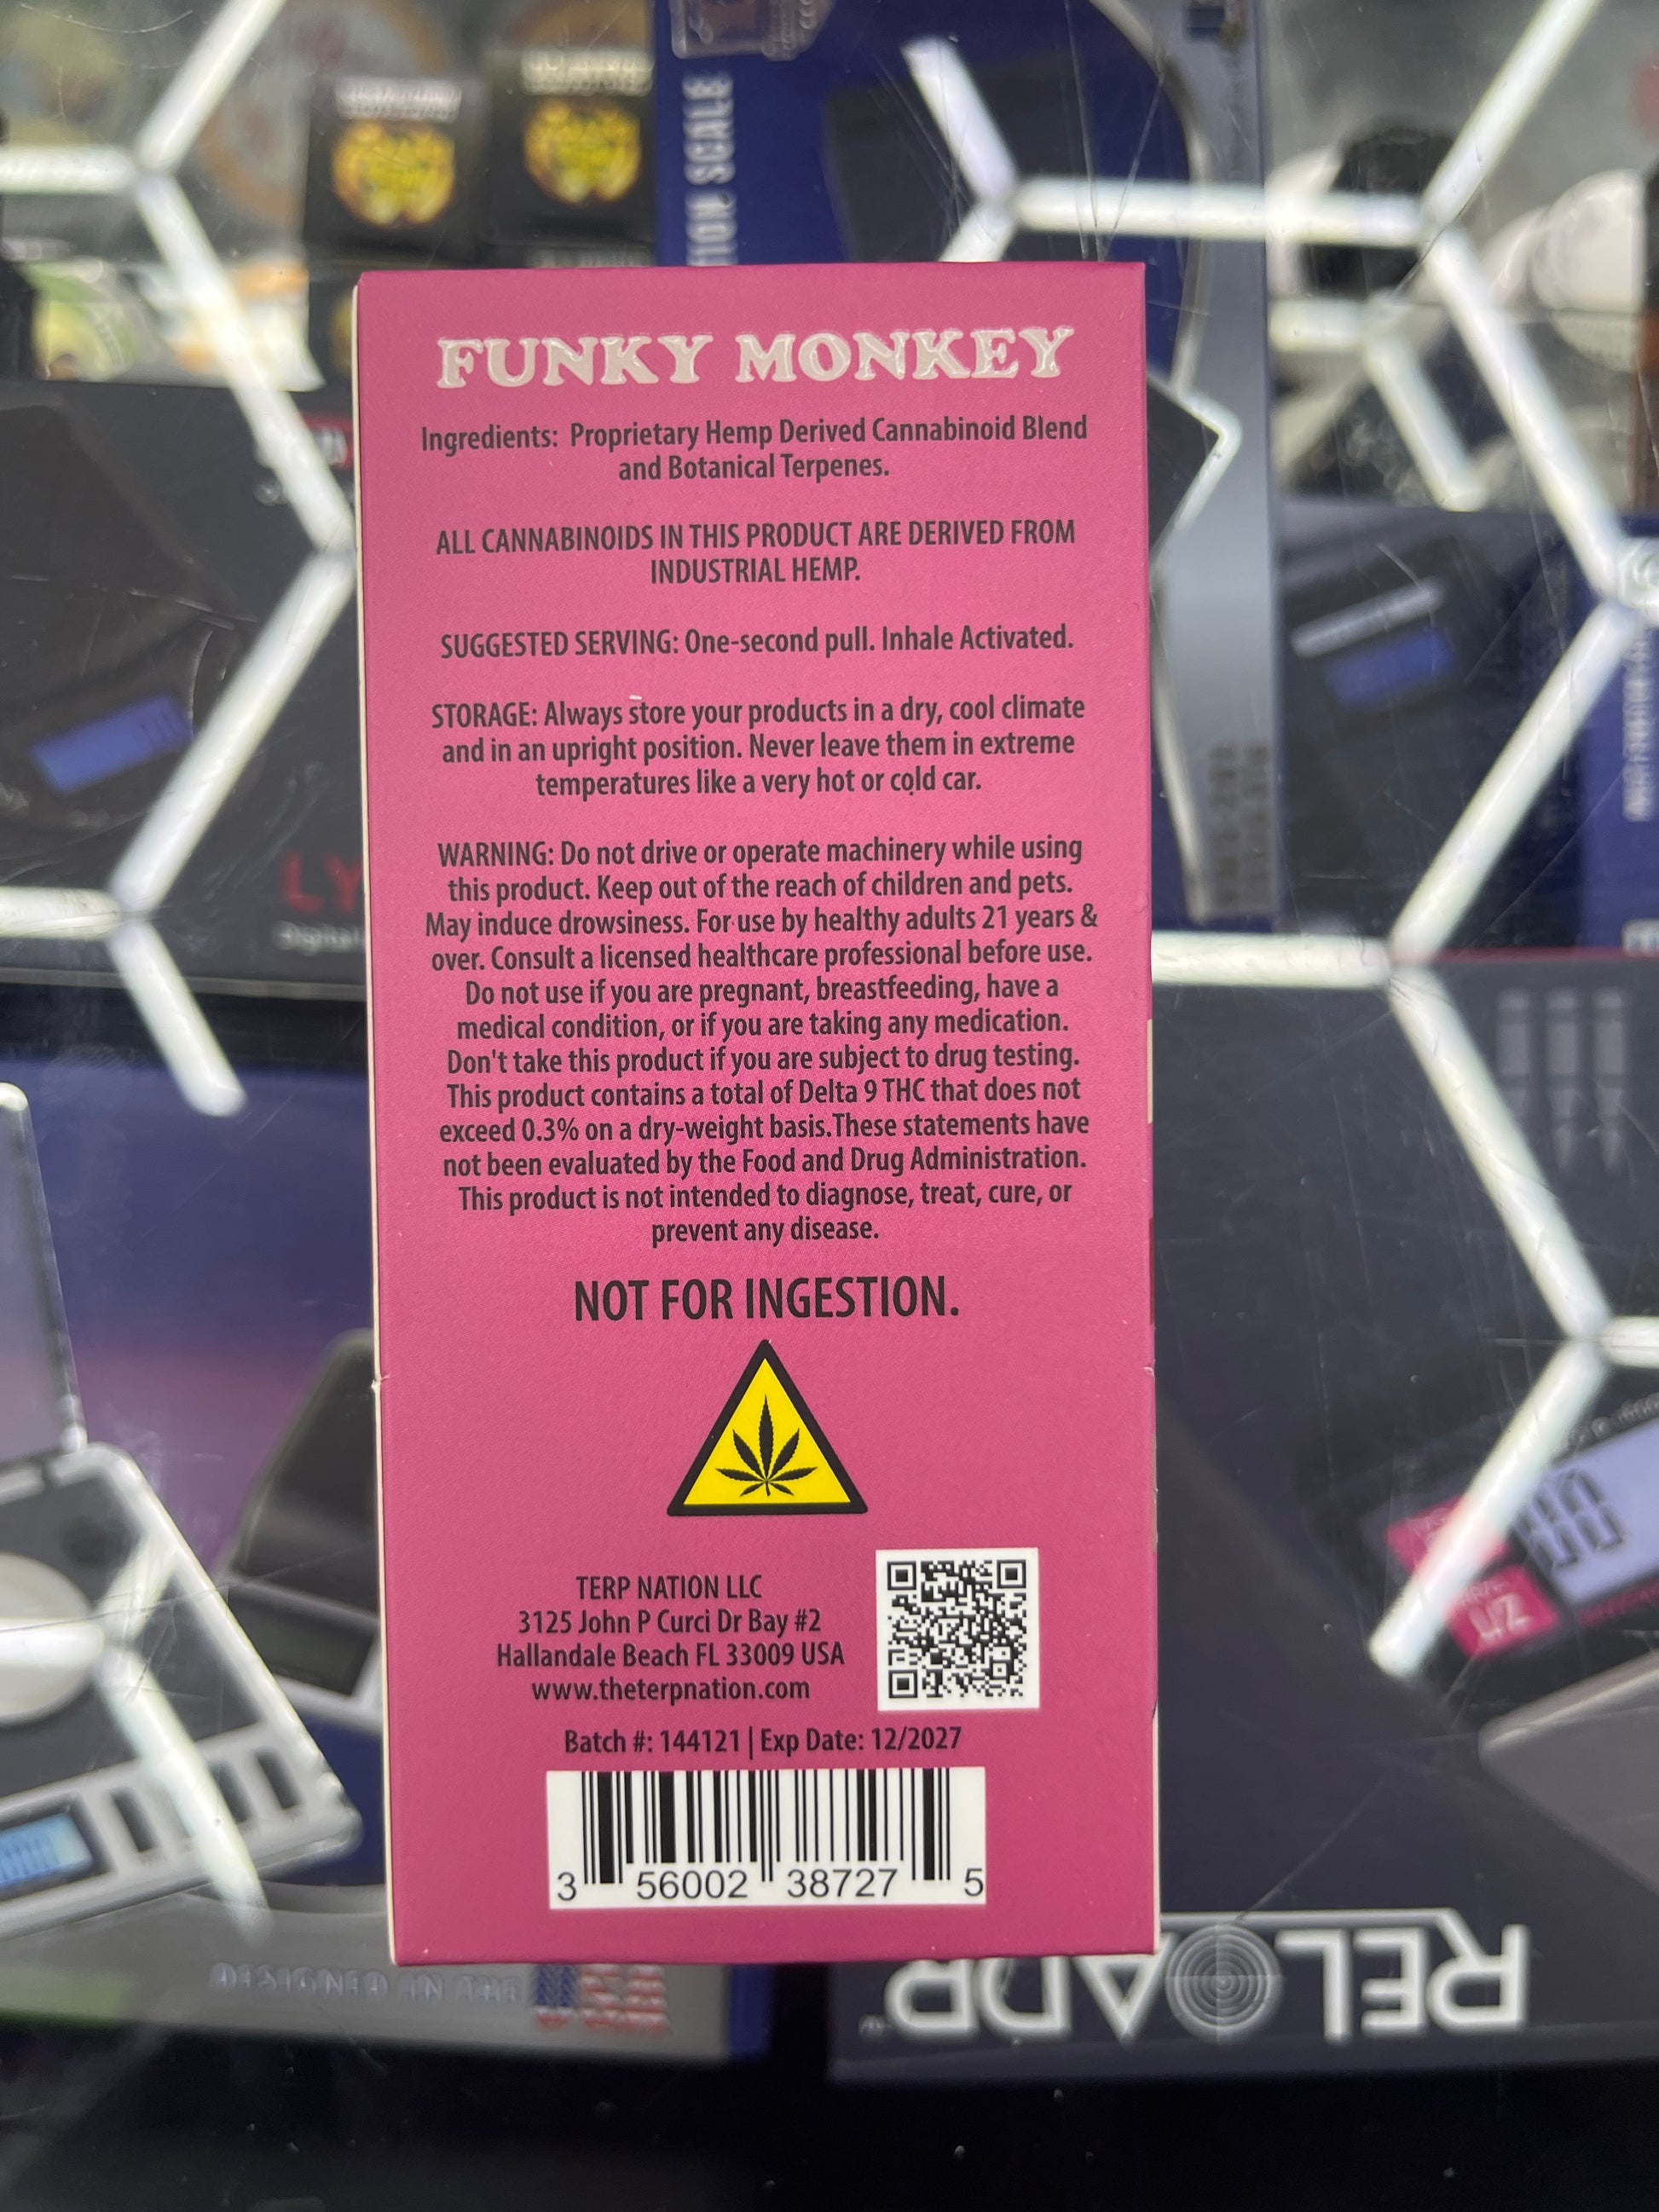 FUNKY MONKEY
Ingredients: Proprietary Hemp Derived Cannabinoid Blend
and Botanical Terpenes.
ALL CANNABINOIDS IN THIS PRODUCT ARE DERIVED FROM
INDUSTRIAL HEMP.
SUGGESTED SERVING: One-second pull. Inhale Activated.
STORAGE: Always store your products in a dry, cool climate
and in an upright position. Never leave them in extreme
temperatures like a very hot or cold car.
WARNING: Do not drive or operate machinery while using
this product. Keep out of the reach of children and pets.
May induce drowsiness. For use by healthy adults 21 years &
over. Consult a licensed healthcare professional before use.
Do not use if you are pregnant, breastfeeding, have a
medical condition, or if you are taking any medication.
Don't take this product if you are subject to drug testing.
This product contains a total of Delta 9 THC that does not
exceed 0.3% on a dry-weight basis.These statements have
not been evaluated by the Food and Drug Administration.
This product is not intended to diagnose, treat, cure, or
prevent any disease.
NOT FOR INGESTION.
TERP NATION LLC
3125 John P Curci Dr Bay #2
Hallandale Beach FL 33009 USA
www.theterpnation.com
Batch #: 144121 | Exp Date: 12/2027
3 56002 38727 5
SCALE
LY
Digital
DESIGNED IN THE
RELOADR